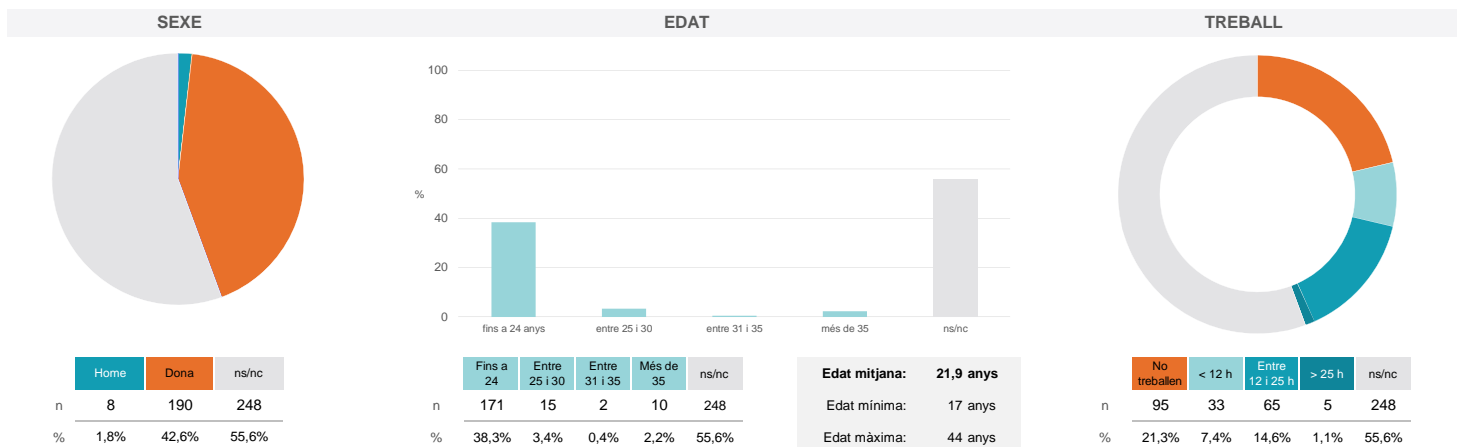 SEXE
EDAT
TREBALL
100
80
60
%
40
20
0
fins a 24 anys
entre 25 i 30
entre 31 i 35
més de 35
ns/nc
Home Dona ns/nc
n 8 190 248
% 1,8% 42,6% 55,6%
Fins a 24 Entre 25 i 30 Entre 31 i 35 Més de 35 ns/nc
n 171 15 2 10 248
% 38,3% 3,4% 0,4% 2,2% 55,6%
Edat mitjana: 21,9 anys
Edat mínima: 17 anys
Edat màxima: 44 anys
No treballen < 12 h Entre 12 i 25 h > 25 h ns/nc
n 95 33 65 5 248
% 21,3% 7,4% 14,6% 1,1% 55,6%